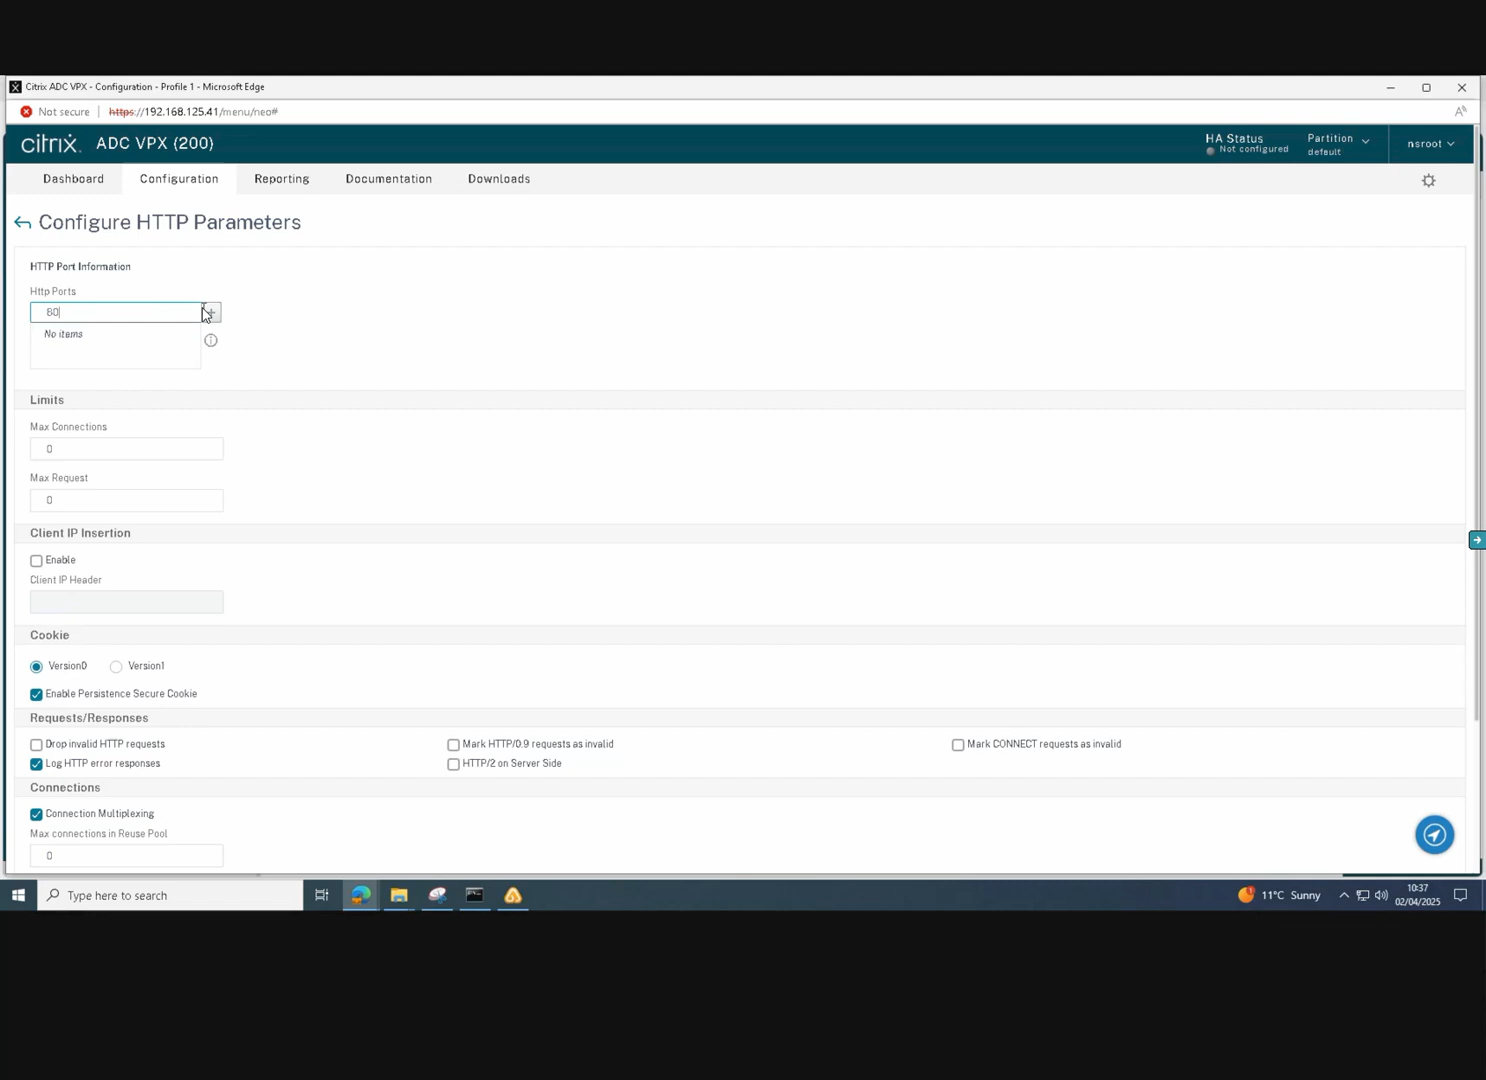 Citrix ADC VPX - Configuration - Profile 1 - Microsoft Edge
Not secure | https://192.168.125.41/menu/neo#
citrix. ADC VPX (200)
HA Status
Not configured
Partition
default
nsroot
Dashboard Configuration Reporting Documentation Downloads
Configure HTTP Parameters
HTTP Port Information
Http Ports
80
No items
Limits
Max Connections
0
Max Request
0
Client IP Insertion
Enable
Client IP Header
Cookie
Version0 Version1
Enable Persistence Secure Cookie
Requests/Responses
Drop invalid HTTP requests Mark HTTP/0.9 requests as invalid Mark CONNECT requests as invalid
Log HTTP error responses HTTP/2 on Server Side
Connections
Connection Multiplexing
Max connections in Reuse Pool
0
Type here to search
11°C Sunny
10:37
02/04/2025